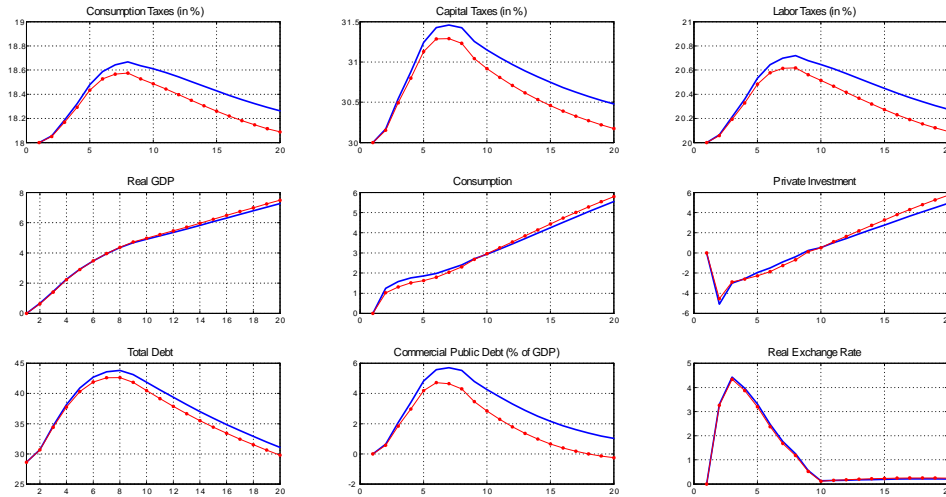 Consumption Taxes (in %)
19
18.8
18.6
18.4
18.2
18
0 5 10 15 20
Capital Taxes (in %)
31.5
31
30.5
30
0 5 10 15 20
Labor Taxes (in %)
21
20.8
20.6
20.4
20.2
20
0 5 10 15 20
Real GDP
8
6
4
2
0
2 4 6 8 10 12 14 16 18 20
Consumption
6
5
4
3
2
1
0
0 5 10 15 20
Private Investment
6
4
2
0
-2
-4
-6
0 5 10 15 20
Total Debt
45
40
35
30
25
0 2 4 6 8 10 12 14 16 18 20
Commercial Public Debt (% of GDP)
6
4
2
0
-2
0 5 10 15 20
Real Exchange Rate
5
4
3
2
1
0
0 5 10 15 20